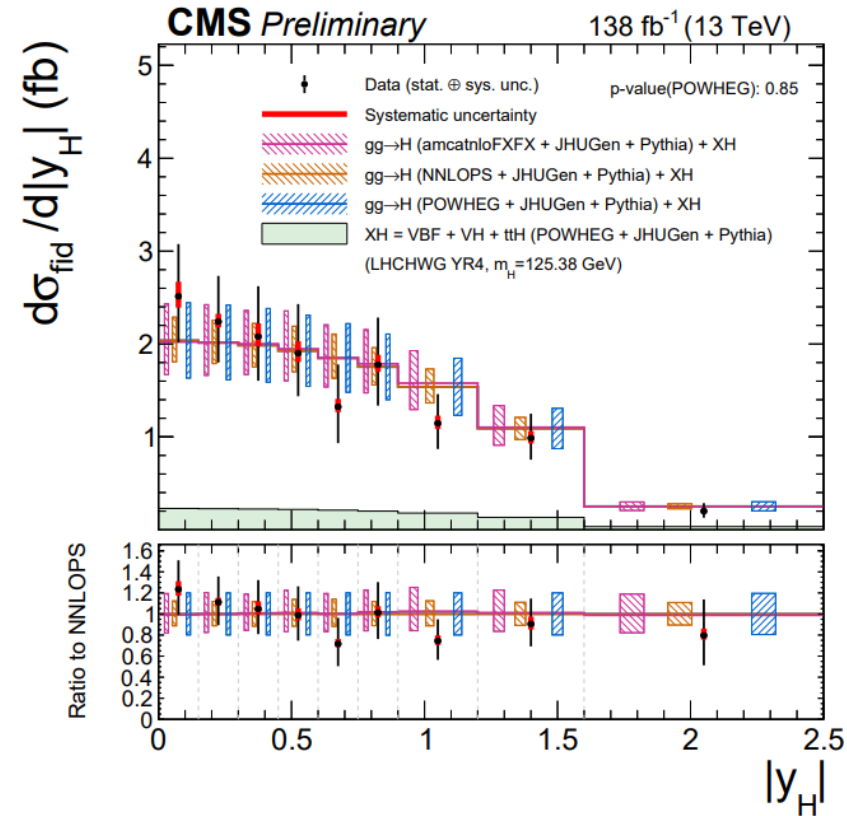 CMS Preliminary 138 fb⁻¹ (13 TeV)
dσ_fid /d|y_H| (fb)
5
4
3
2
1
Data (stat. ⊕ sys. unc.) p-value(POWHEG): 0.85
Systematic uncertainty
gg→H (amcatnloFXFX + JHUGen + Pythia) + XH
gg→H (NNLOPS + JHUGen + Pythia) + XH
gg→H (POWHEG + JHUGen + Pythia) + XH
XH = VBF + VH + ttH (POWHEG + JHUGen + Pythia)
(LHCHWG YR4, m_H=125.38 GeV)
Ratio to NNLOPS
1.6
1.4
1.2
1
0.8
0.6
0.4
0.2
0
0 0.5 1 1.5 2 2.5
|y_H|